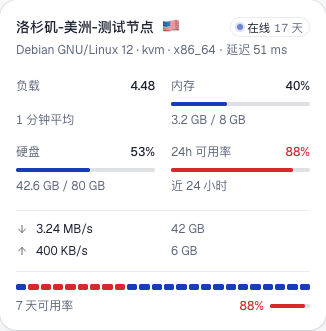 洛杉矶-美洲-测试节点 🇺🇸 在线 17 天
Debian GNU/Linux 12 · kvm · x86_64 · 延迟 51 ms
负载 4.48 内存 40%
1 分钟平均 3.2 GB / 8 GB
硬盘 53% 24h 可用率 88%
42.6 GB / 80 GB 近 24 小时
↓ 3.24 MB/s 42 GB
↑ 400 KB/s 6 GB
7 天可用率 88%